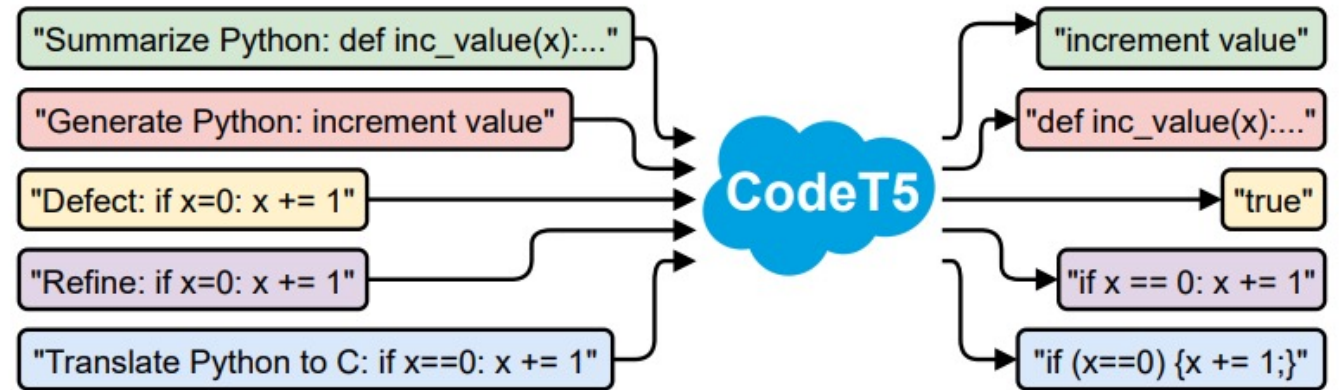 "Summarize Python: def inc_value(x):..."
"increment value"
"Generate Python: increment value"
"def inc_value(x):..."
CodeT5
"Defect: if x=0: x += 1"
"true"
"Refine: if x=0: x += 1"
"if x == 0: x += 1"
"Translate Python to C: if x==0: x += 1"
"if (x==0) {x += 1;}"